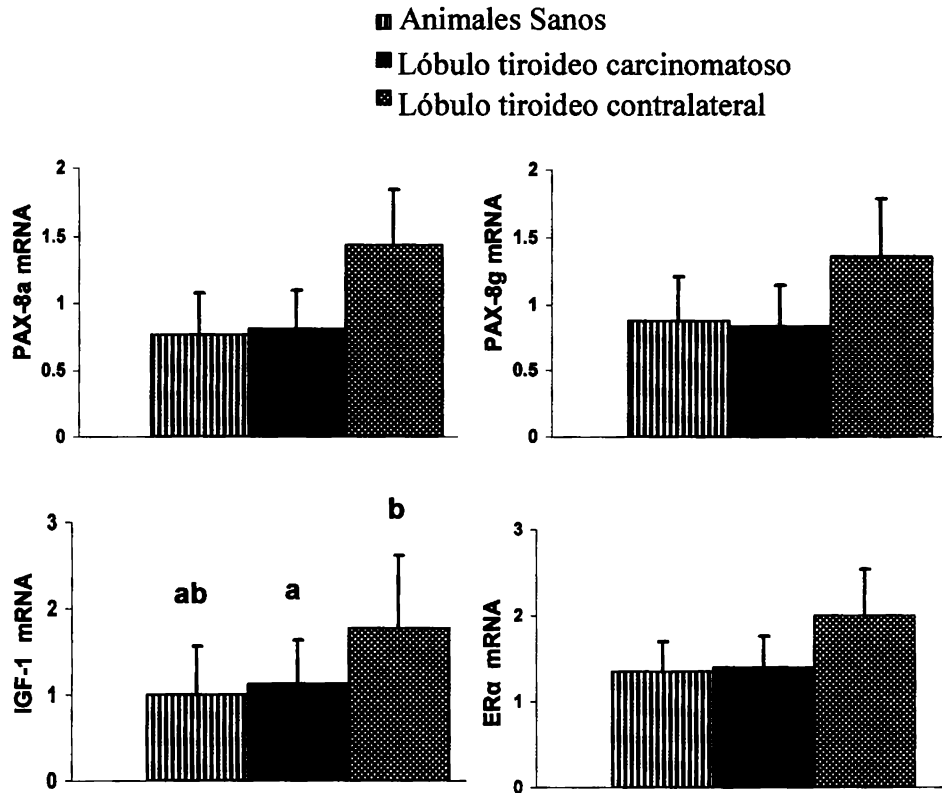 Animales Sanos
Lóbulo tiroideo carcinomatoso
Lóbulo tiroideo contralateral
PAX-8a mRNA
2
1.5
1
0.5
0
PAX-8g mRNA
2
1.5
1
0.5
0
IGF-1 mRNA
3
2
1
0
ab
a
b
ERα mRNA
3
2
1
0